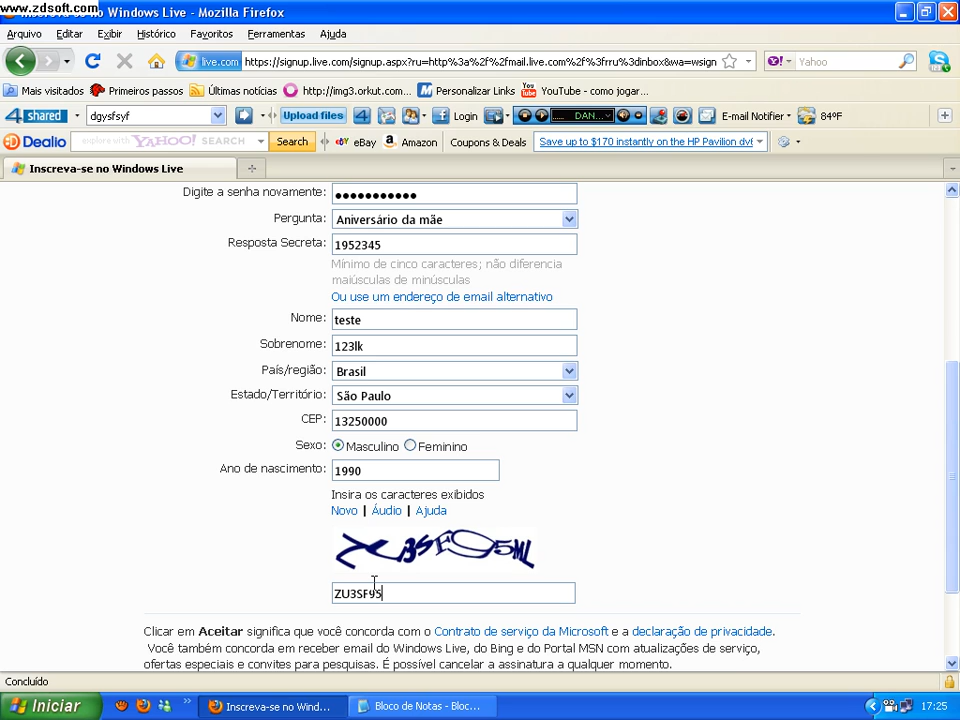 www.zdsoft.com
no Windows Live - Mozilla Firefox
Arquivo Editar Exibir Histórico Favoritos Ferramentas Ajuda
live.com https://signup.live.com/signup.aspx?ru=http%3a%2f%2fmail.live.com%2f%3frru%3dinbox&wa=wsign Yahoo
Mais visitados Primeiros passos Últimas notícias http://img3.orkut.com... Personalizar Links YouTube - como jogar...
4shared dgysfsyf Upload files Login DAN... E-mail Notifier 84ºF
Dealio explore with YAHOO! SEARCH Search eBay Amazon Coupons & Deals Save up to $170 instantly on the HP Pavilion dv6
Inscreva-se no Windows Live
Digite a senha novamente: ●●●●●●●●●●●
Pergunta: Aniversário da mãe
Resposta Secreta: 1952345
Mínimo de cinco caracteres; não diferencia
maiúsculas de minúsculas
Ou use um endereço de email alternativo
Nome: teste
Sobrenome: 123lk
País/região: Brasil
Estado/Território: São Paulo
CEP: 13250000
Sexo: Masculino Feminino
Ano de nascimento: 1990
Insira os caracteres exibidos
Novo | Áudio | Ajuda
ZU3SF95
Clicar em Aceitar significa que você concorda com o Contrato de serviço da Microsoft e a declaração de privacidade.
Você também concorda em receber email do Windows Live, do Bing e do Portal MSN com atualizações de serviço,
ofertas especiais e convites para pesquisas. É possível cancelar a assinatura a qualquer momento.
Concluído
Iniciar Inscreva-se no Wind... Bloco de Notas - Bloc... 17:25